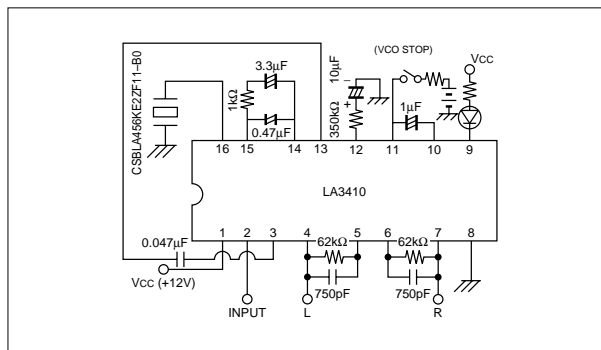 CSBLA456KE2ZF11–B0
1kΩ
3.3μF
0.47μF
10μF
–
+
350kΩ
(VCO STOP)
1μF
VCC
16 15 14 13 12 11 10 9
LA3410
1 2 3 4 5 6 7 8
0.047μF
VCC (+12V)
INPUT
62kΩ
750pF
L
62kΩ
750pF
R